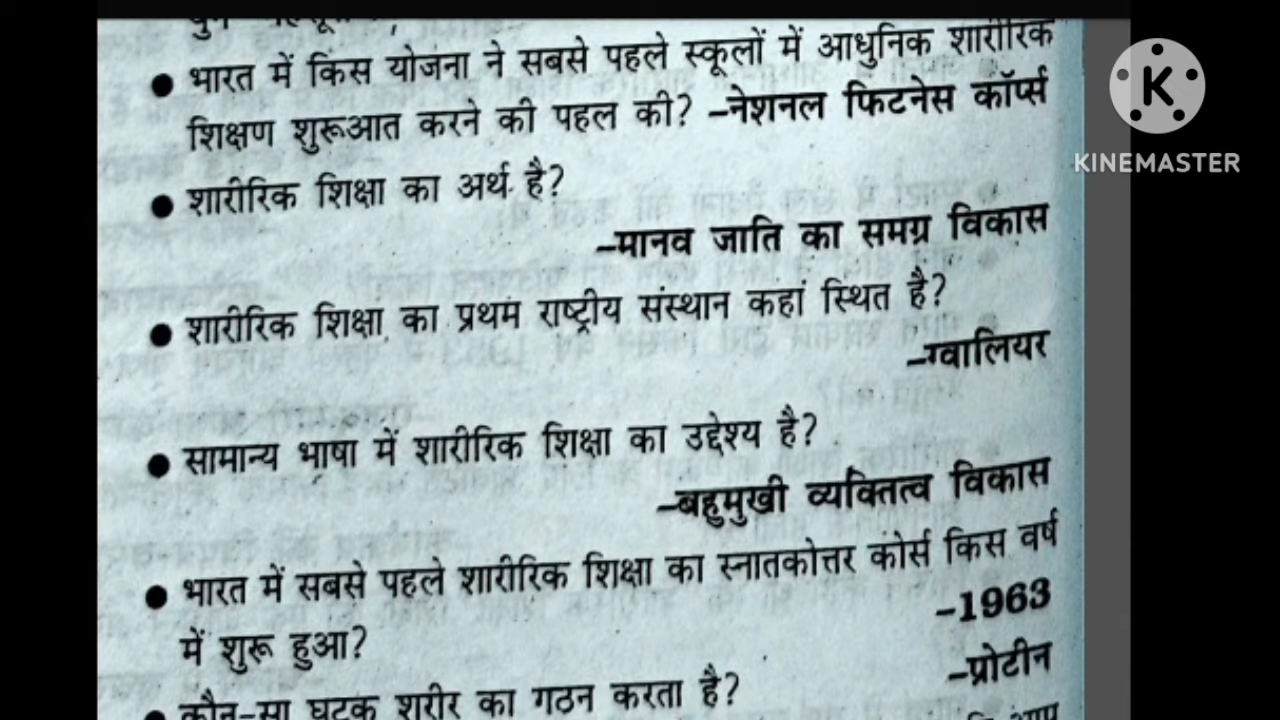 भारत में किस योजना ने सबसे पहले स्कूलों में आधुनिक शारीरिक
शिक्षण शुरूआत करने की पहल की? –नेशनल फिटनेस कॉर्प्स
शारीरिक शिक्षा का अर्थ है?
–मानव जाति का समग्र विकास
शारीरिक शिक्षा का प्रथम राष्ट्रीय संस्थान कहां स्थित है?
–ग्वालियर
सामान्य भाषा में शारीरिक शिक्षा का उद्देश्य है?
–बहुमुखी व्यक्तित्व विकास
भारत में सबसे पहले शारीरिक शिक्षा का स्नातकोत्तर कोर्स किस वर्ष
में शुरू हुआ? –1963
कौन-सा घटक शरीर का गठन करता है? –प्रोटीन
KINEMASTER